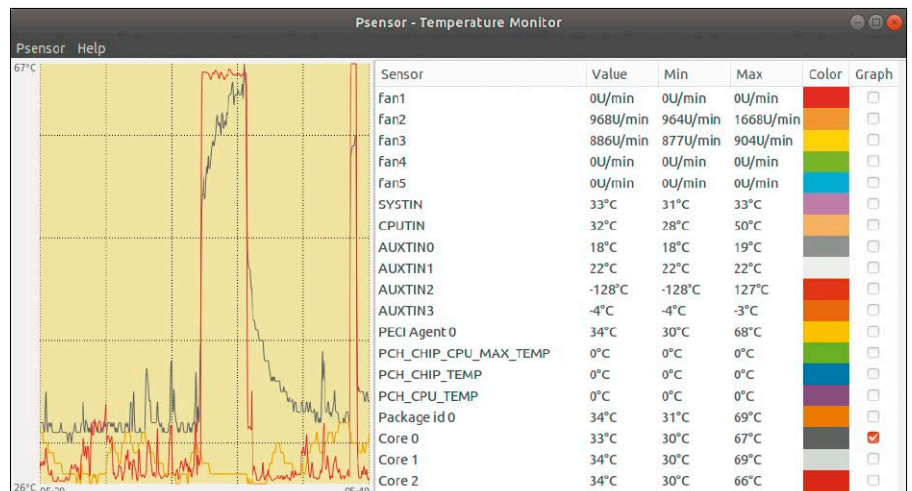 Psensor - Temperature Monitor
Psensor Help
67°C
Sensor Value Min Max Color Graph
fan1 0U/min 0U/min 0U/min
fan2 968U/min 964U/min 1668U/min
fan3 886U/min 877U/min 904U/min
fan4 0U/min 0U/min 0U/min
fan5 0U/min 0U/min 0U/min
SYSTIN 33°C 31°C 33°C
CPUTIN 32°C 28°C 50°C
AUXTIN0 18°C 18°C 19°C
AUXTIN1 22°C 22°C 22°C
AUXTIN2 -128°C -128°C 127°C
AUXTIN3 -4°C -4°C -3°C
PECI Agent 0 34°C 30°C 68°C
PCH_CHIP_CPU_MAX_TEMP 0°C 0°C 0°C
PCH_CHIP_TEMP 0°C 0°C 0°C
PCH_CPU_TEMP 0°C 0°C 0°C
Package id 0 34°C 31°C 69°C
Core 0 33°C 30°C 67°C
Core 1 34°C 30°C 69°C
Core 2 34°C 30°C 66°C
26°C